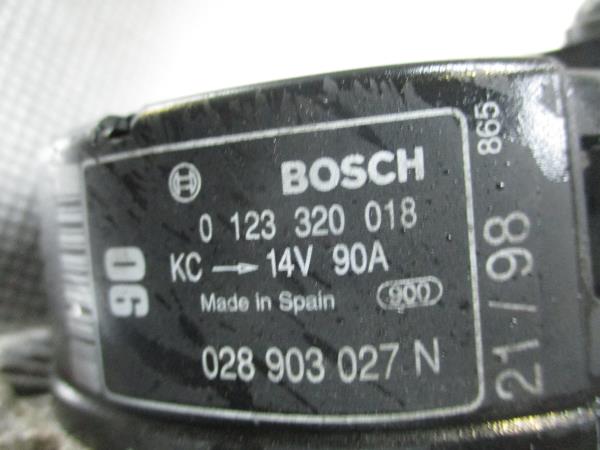 BOSCH
0 123 320 018
KC → 14V 90A
Made in Spain 900
028 903 027 N
90
865
21/98